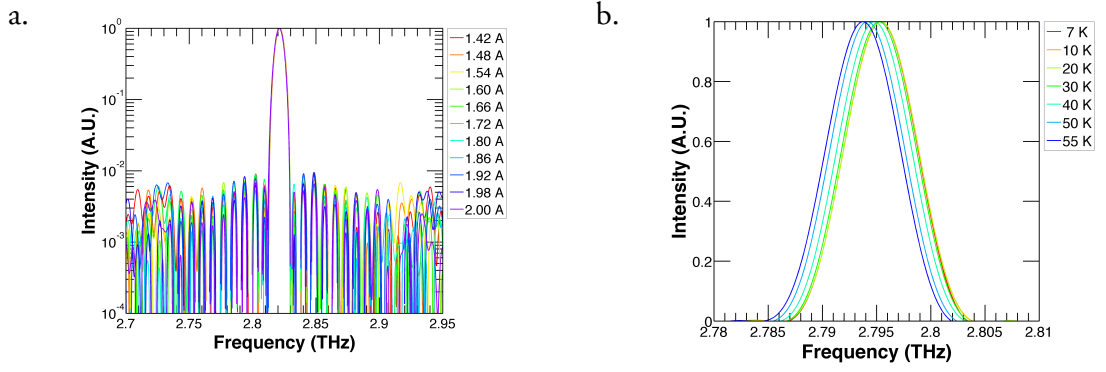 a.
Intensity (A.U.)
10⁰
10⁻¹
10⁻²
10⁻³
10⁻⁴
2.7 2.75 2.8 2.85 2.9 2.95
Frequency (THz)
1.42 A
1.48 A
1.54 A
1.60 A
1.66 A
1.72 A
1.80 A
1.86 A
1.92 A
1.98 A
2.00 A
b.
Intensity (A.U.)
1
0.8
0.6
0.4
0.2
0
2.78 2.785 2.79 2.795 2.8 2.805 2.81
Frequency (THz)
7 K
10 K
20 K
30 K
40 K
50 K
55 K